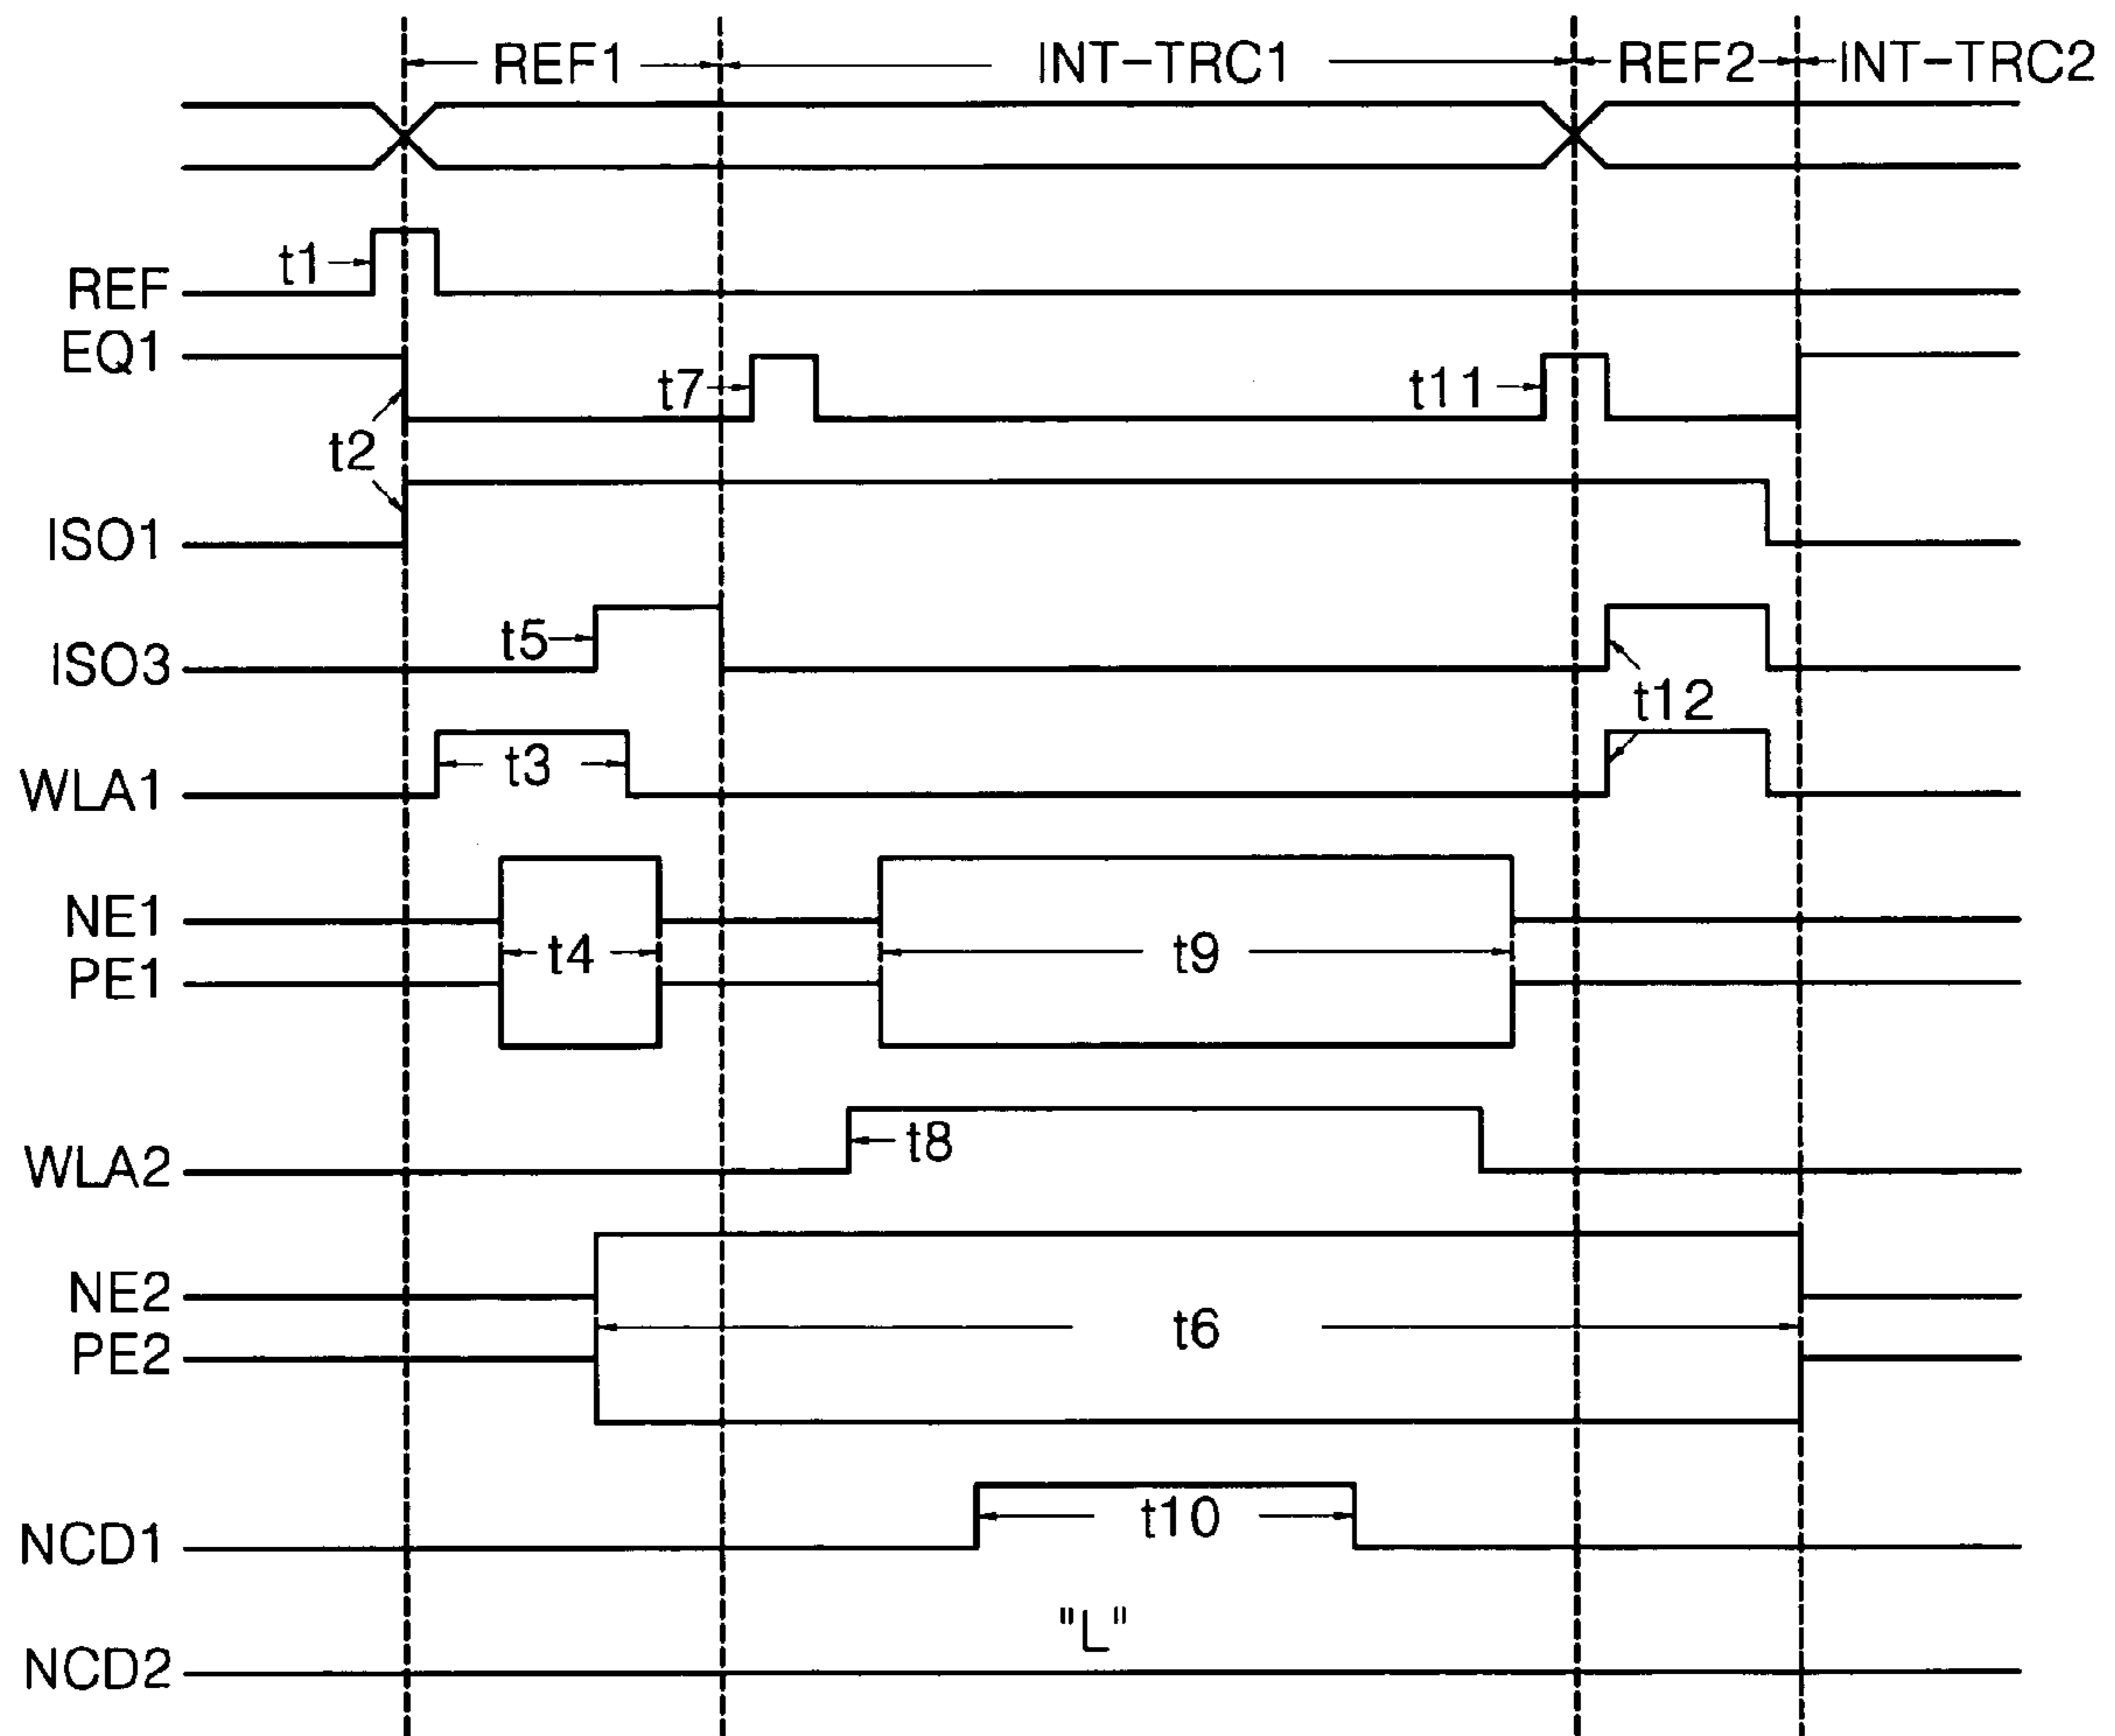 REF1 INT-TRC1 REF2 INT-TRC2
t1
REF
EQ1
t7 t11
t2
ISO1
t5
ISO3
t12
t3
WLA1
NE1
t4 t9
PE1
t8
WLA2
NE2
t6
PE2
t10
NCD1
"L"
NCD2